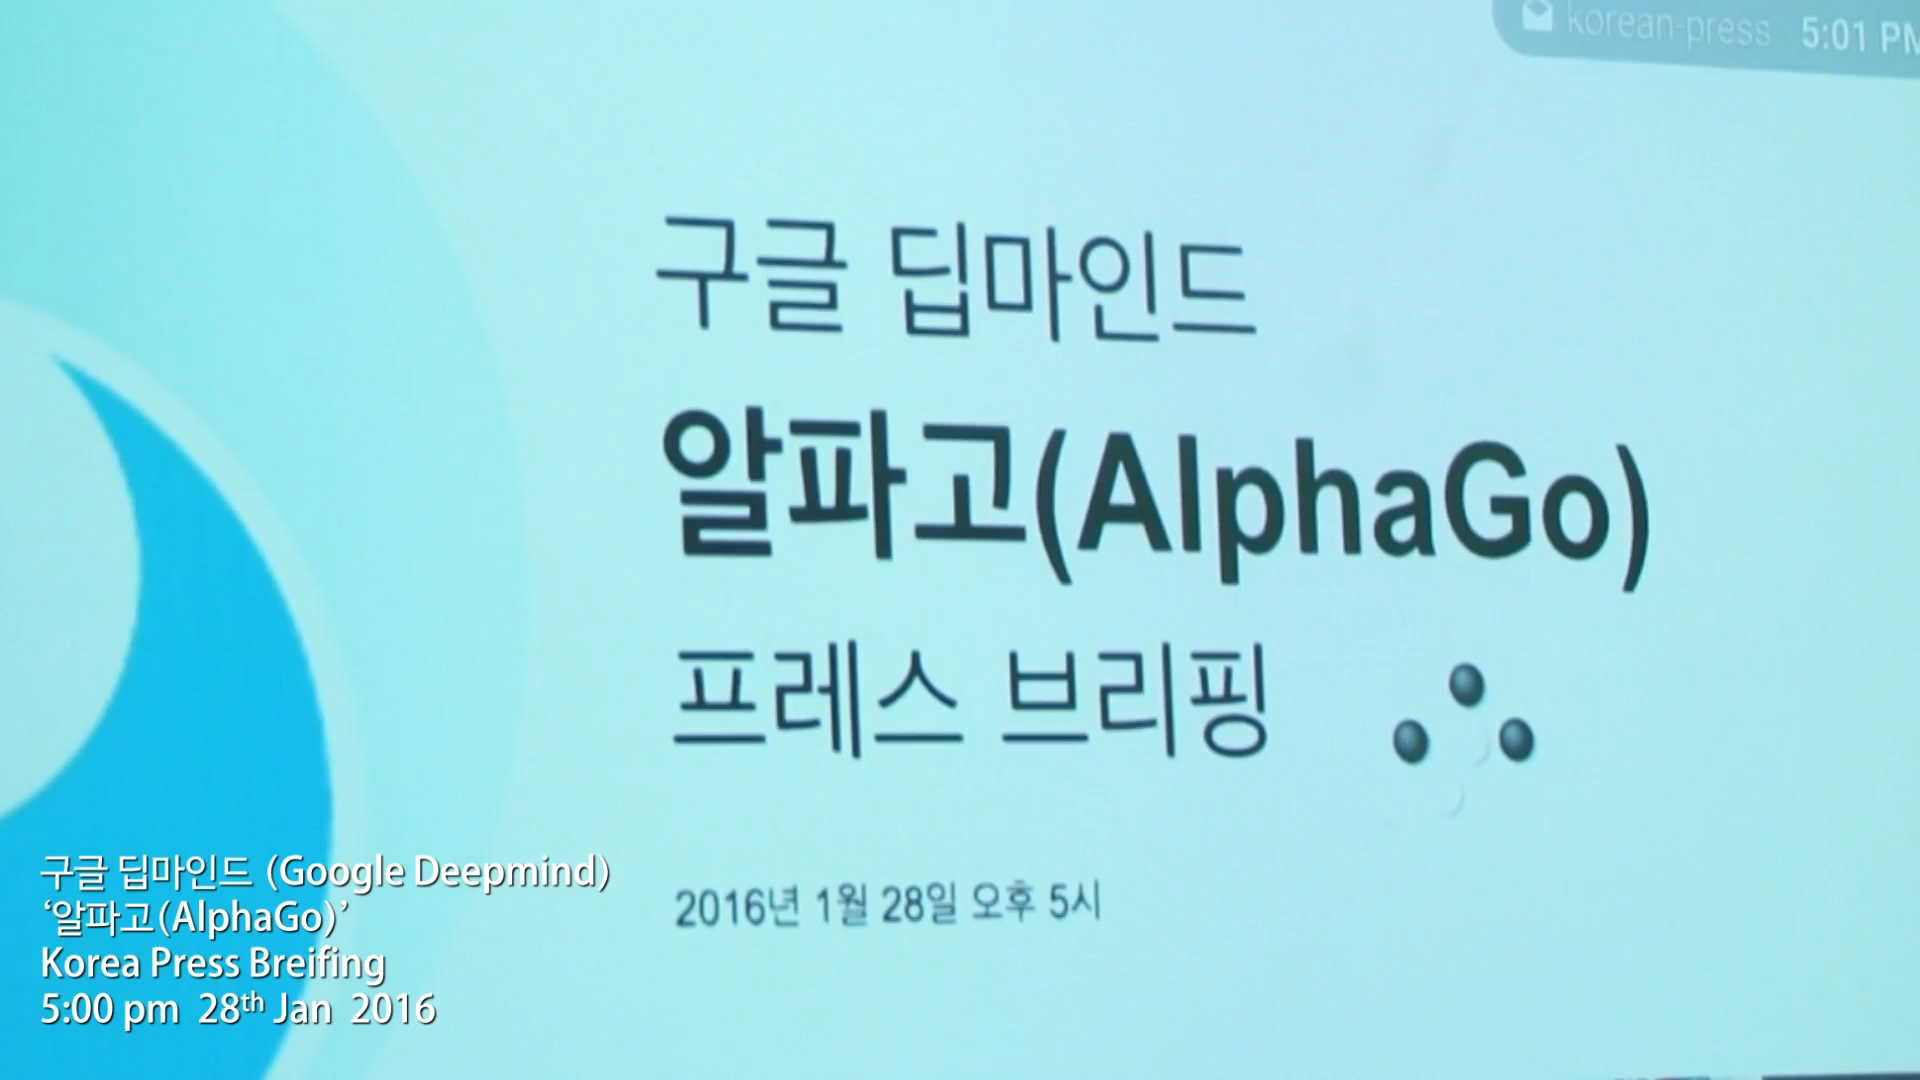 korean-press 5:01 PM
구글 딥마인드
알파고(AlphaGo)
프레스 브리핑
2016년 1월 28일 오후 5시
구글 딥마인드 (Google Deepmind)
‘알파고(AlphaGo)’
Korea Press Breifing
5:00 pm 28th Jan 2016